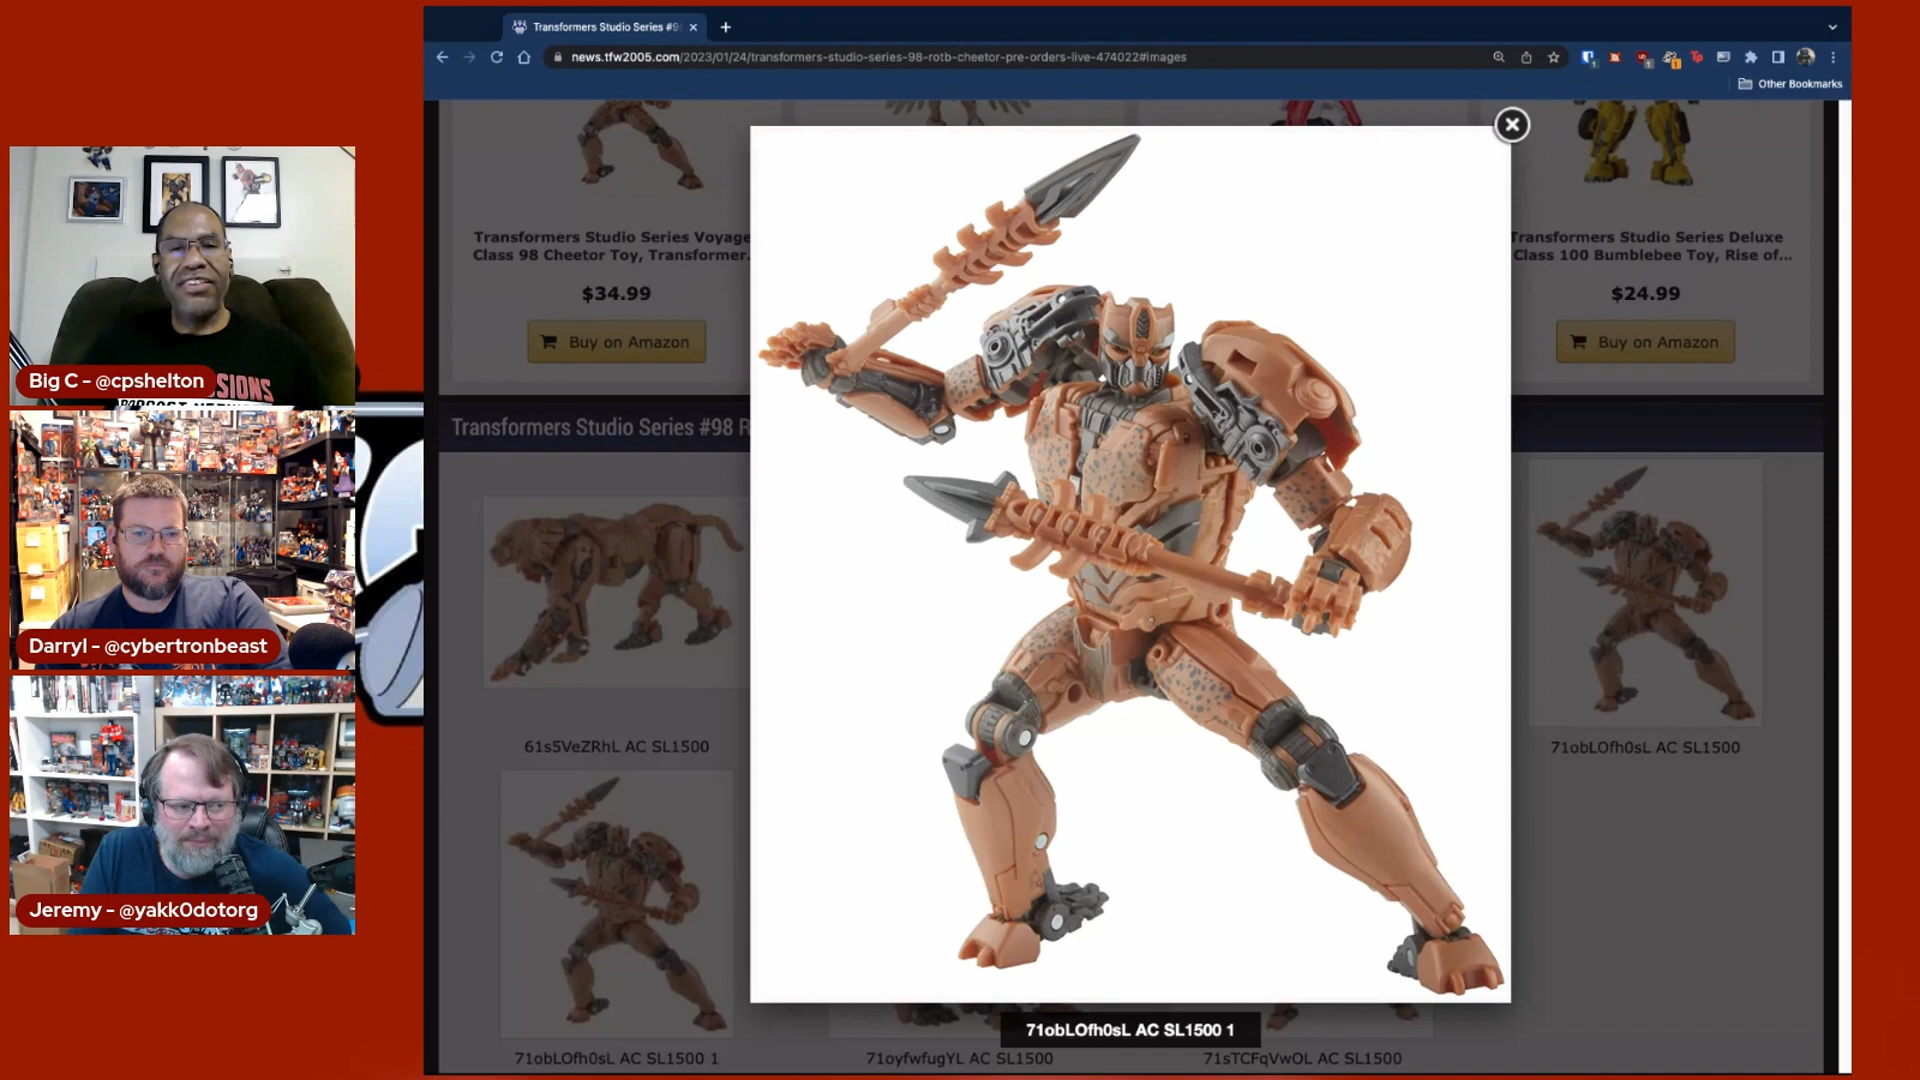 Transformers Studio Series #9
news.tfw2005.com/2023/01/24/transformers-studio-series-98-rotb-cheetor-pre-orders-live-474022#images
Other Bookmarks
Transformers Studio Series Voyage
Class 98 Cheetor Toy, Transformer.
$34.99
Buy on Amazon
Transformers Studio Series Deluxe
Class 100 Bumblebee Toy, Rise of...
$24.99
Buy on Amazon
Transformers Studio Series #98 R
61s5VeZRhL AC SL1500
71obLOfh0sL AC SL1500
71obLOfh0sL AC SL1500 1
71obLOfh0sL AC SL1500 1
71oyfwfugYL AC SL1500
71sTCFqVwOL AC SL1500
SIONS
Big C - @cpshelton
Darryl - @cybertronbeast
Jeremy - @yakk0dotorg